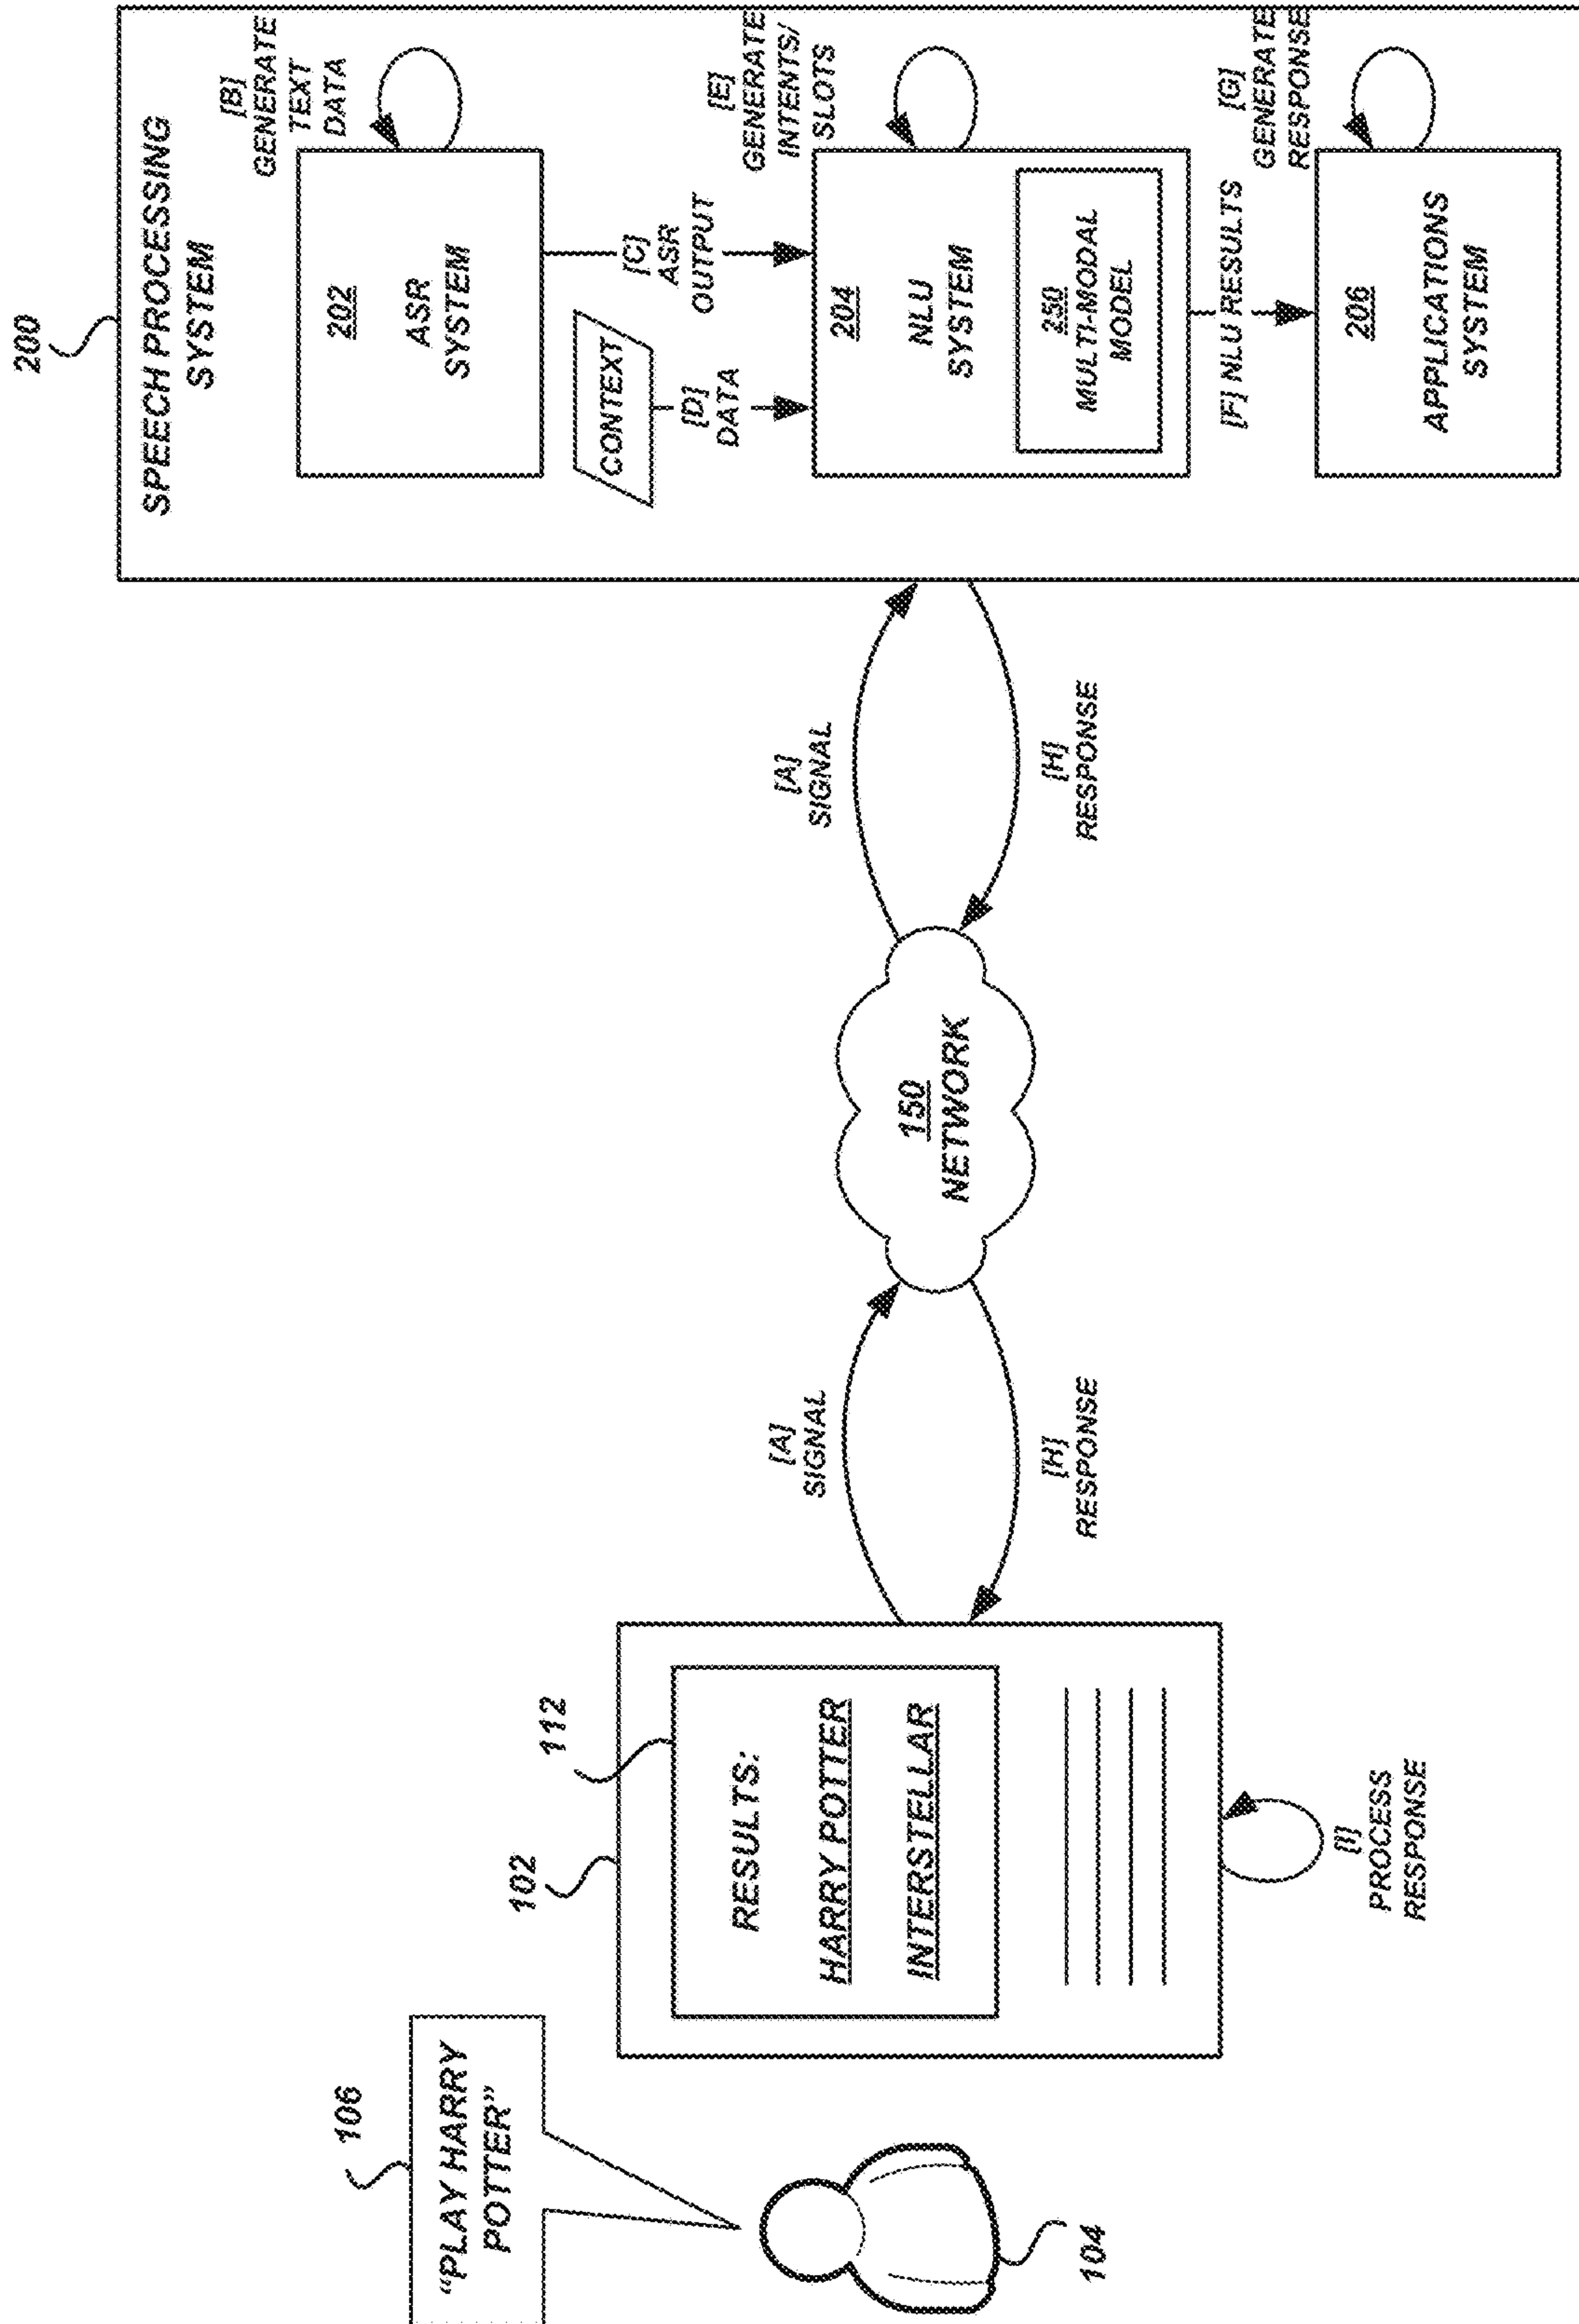 106
"PLAY HARRY
POTTER"
104
102
112
RESULTS:
HARRY POTTER
INTERSTELLAR
[I]
PROCESS
RESPONSE
[A]
SIGNAL
[H]
RESPONSE
150
NETWORK
[A]
SIGNAL
[H]
RESPONSE
200
SPEECH PROCESSING
SYSTEM
202
ASR
SYSTEM
[B]
GENERATE
TEXT
DATA
CONTEXT
[D]
DATA
[C]
ASR
OUTPUT
204
NLU
SYSTEM
250
MULTI-MODAL
MODEL
[E]
GENERATE
INTENTS/
SLOTS
[F] NLU RESULTS
206
APPLICATIONS
SYSTEM
[G]
GENERATE
RESPONSE